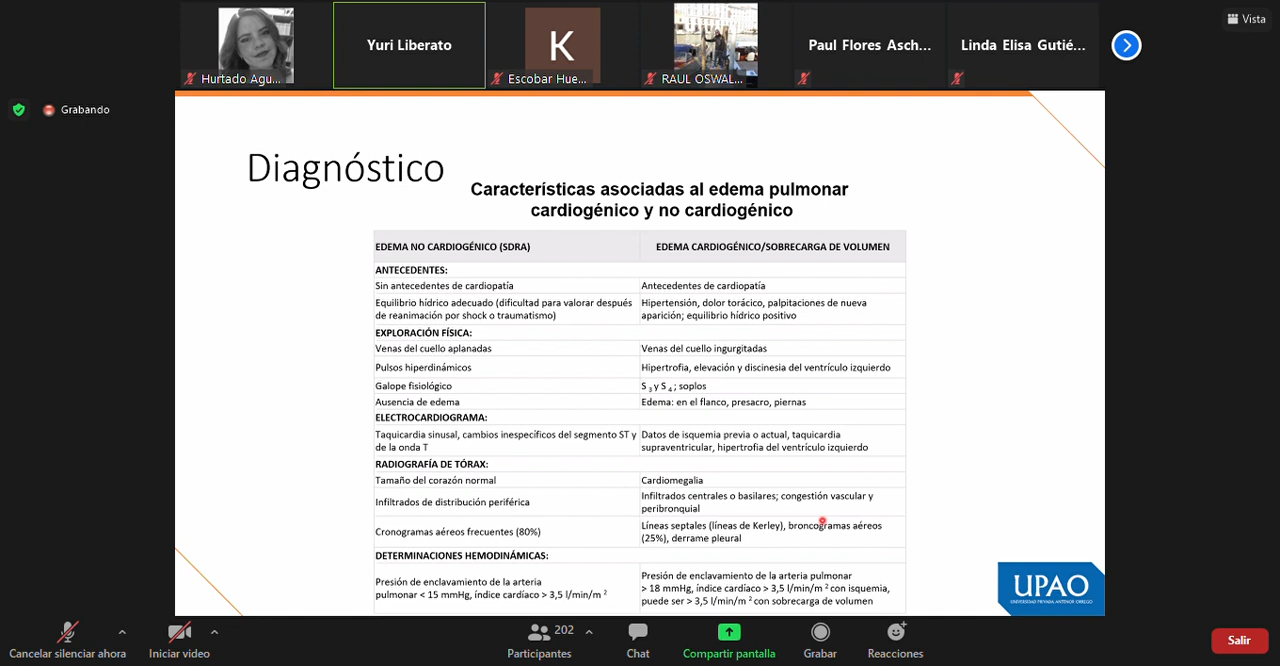 Vista
Hurtado Agu...
Yuri Liberato
K
Escobar Hue...
RAUL OSWAL...
Paul Flores Asch...
Linda Elisa Gutié...
Grabando
Diagnóstico
Características asociadas al edema pulmonar
cardiogénico y no cardiogénico
EDEMA NO CARDIOGÉNICO (SDRA) EDEMA CARDIOGÉNICO/SOBRECARGA DE VOLUMEN
ANTECEDENTES:
Sin antecedentes de cardiopatía Antecedentes de cardiopatía
Equilibrio hídrico adecuado (dificultad para valorar después Hipertensión, dolor torácico, palpitaciones de nueva
de reanimación por shock o traumatismo) aparición; equilibrio hídrico positivo
EXPLORACIÓN FÍSICA:
Venas del cuello aplanadas Venas del cuello ingurgitadas
Pulsos hiperdinámicos Hipertrofia, elevación y discinesia del ventrículo izquierdo
Galope fisiológico S 3 y S 4 ; soplos
Ausencia de edema Edema: en el flanco, presacro, piernas
ELECTROCARDIOGRAMA:
Taquicardia sinusal, cambios inespecíficos del segmento ST y Datos de isquemia previa o actual, taquicardia
de la onda T supraventricular, hipertrofia del ventrículo izquierdo
RADIOGRAFÍA DE TÓRAX:
Tamaño del corazón normal Cardiomegalia
Infiltrados de distribución periférica Infiltrados centrales o basilares; congestión vascular y
peribronquial
Cronogramas aéreos frecuentes (80%) Líneas septales (líneas de Kerley), broncogramas aéreos
(25%), derrame pleural
DETERMINACIONES HEMODINÁMICAS:
Presión de enclavamiento de la arteria Presión de enclavamiento de la arteria pulmonar
pulmonar < 15 mmHg, índice cardíaco > 3,5 l/min/m 2 > 18 mmHg, índice cardíaco > 3,5 l/min/m 2 con isquemia,
puede ser > 3,5 l/min/m 2 con sobrecarga de volumen
UPAO
UNIVERSIDAD PRIVADA ANTENOR ORREGO
Cancelar silenciar ahora
Iniciar video
202
Participantes
Chat
Compartir pantalla
Grabar
Reacciones
Salir